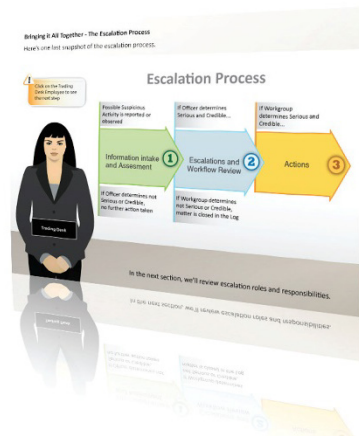 Bringing it All Together - The Escalation Process
Here's one last snapshot of the escalation process.
Click on the Trading
Desk Employee to see
the next step
Escalation Process
Possible Suspicious
Activity is reported or
observed
If Officer determines
Serious and Credible...
If Workgroup
determines Serious and
Credible...
Information Intake
and Assesment
1
Escalations and
Workflow Review
2
Actions
3
If Officer determines not
Serious or Credible,
no further action taken
If Workgroup determines
not Serious or Credible,
matter is closed in the Log
Trading Desk
In the next section, we'll review escalation roles and responsibilities.